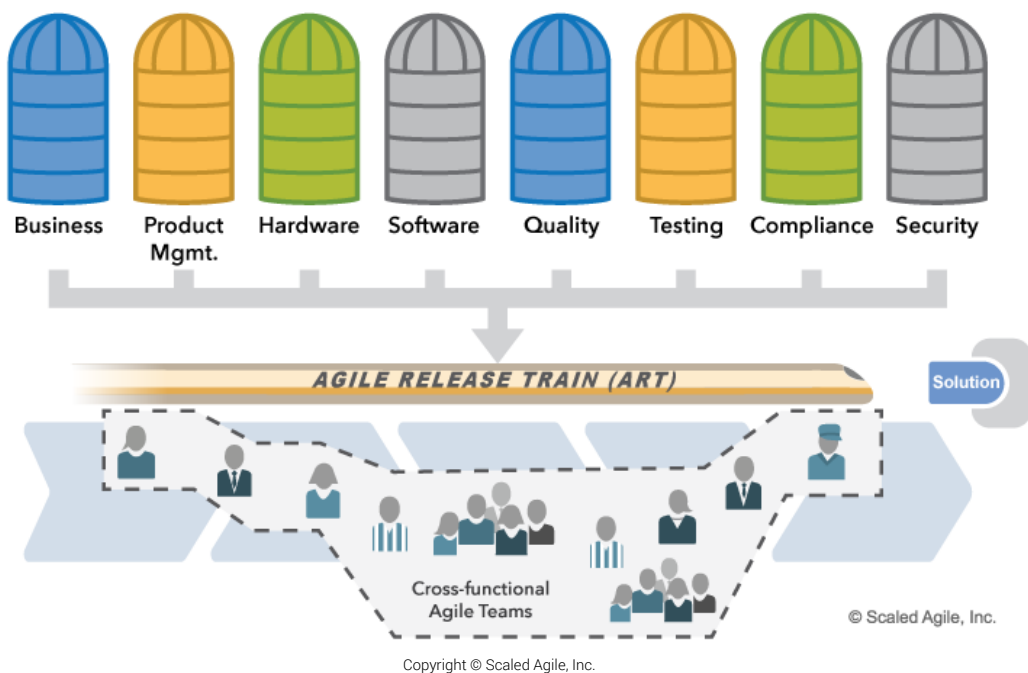 Business
Product
Mgmt.
Hardware
Software
Quality
Testing
Compliance
Security
AGILE RELEASE TRAIN (ART)
Solution
Cross-functional
Agile Teams
© Scaled Agile, Inc.
Copyright © Scaled Agile, Inc.